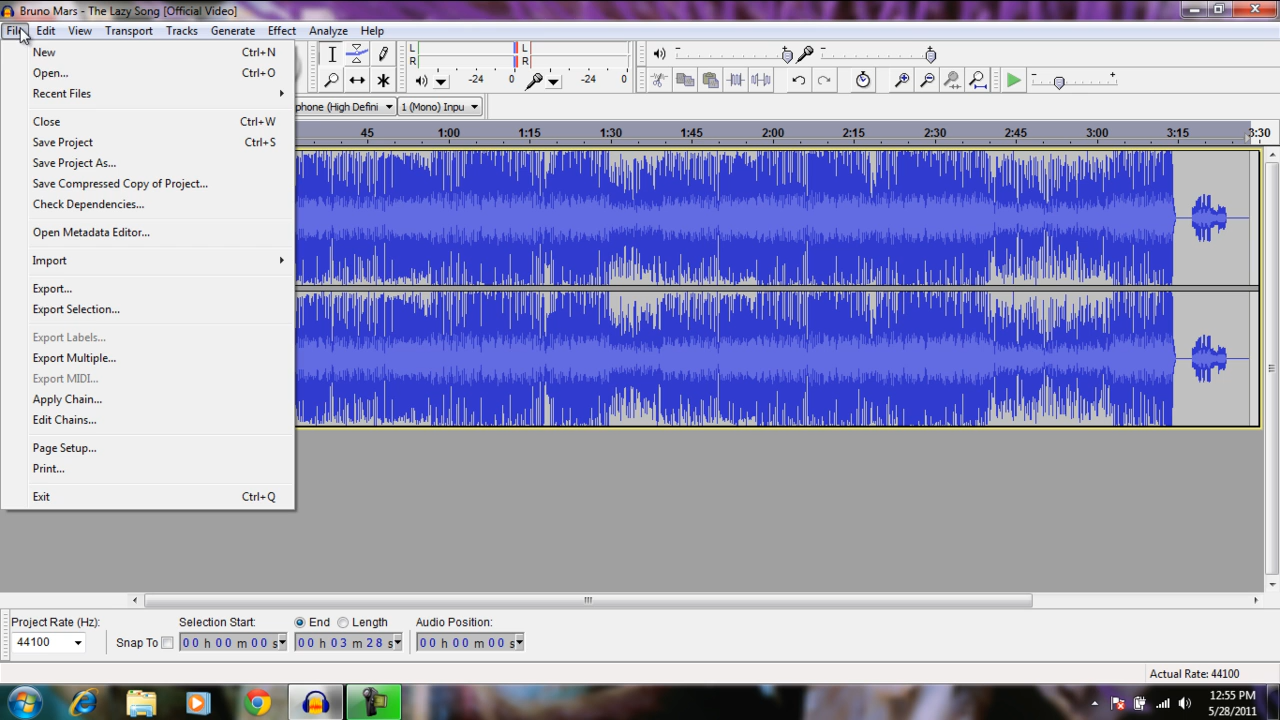 Bruno Mars - The Lazy Song [Official Video]
File Edit View Transport Tracks Generate Effect Analyze Help
New Ctrl+N
Open... Ctrl+O
Recent Files
Close Ctrl+W
Save Project Ctrl+S
Save Project As...
Save Compressed Copy of Project...
Check Dependencies...
Open Metadata Editor...
Import
Export...
Export Selection...
Export Labels...
Export Multiple...
Export MIDI...
Apply Chain...
Edit Chains...
Page Setup...
Print...
Exit Ctrl+Q
L L
R R
-24 0 -24 0
phone (High Defini 1 (Mono) Inpu
45 1:00 1:15 1:30 1:45 2:00 2:15 2:30 2:45 3:00 3:15 3:30
Project Rate (Hz): Selection Start: End Length Audio Position:
44100 Snap To 00 h 00 m 00 s 00 h 03 m 28 s 00 h 00 m 00 s
Actual Rate: 44100
12:55 PM
5/28/2011